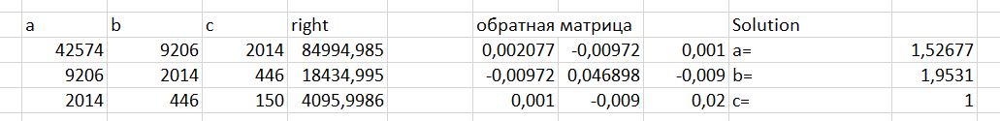 a b c right обратная матрица Solution
42574 9206 2014 84994,985 0,002077 -0,00972 0,001 a= 1,52677
9206 2014 446 18434,995 -0,00972 0,046898 -0,009 b= 1,9531
2014 446 150 4095,9986 0,001 -0,009 0,02 c= 1